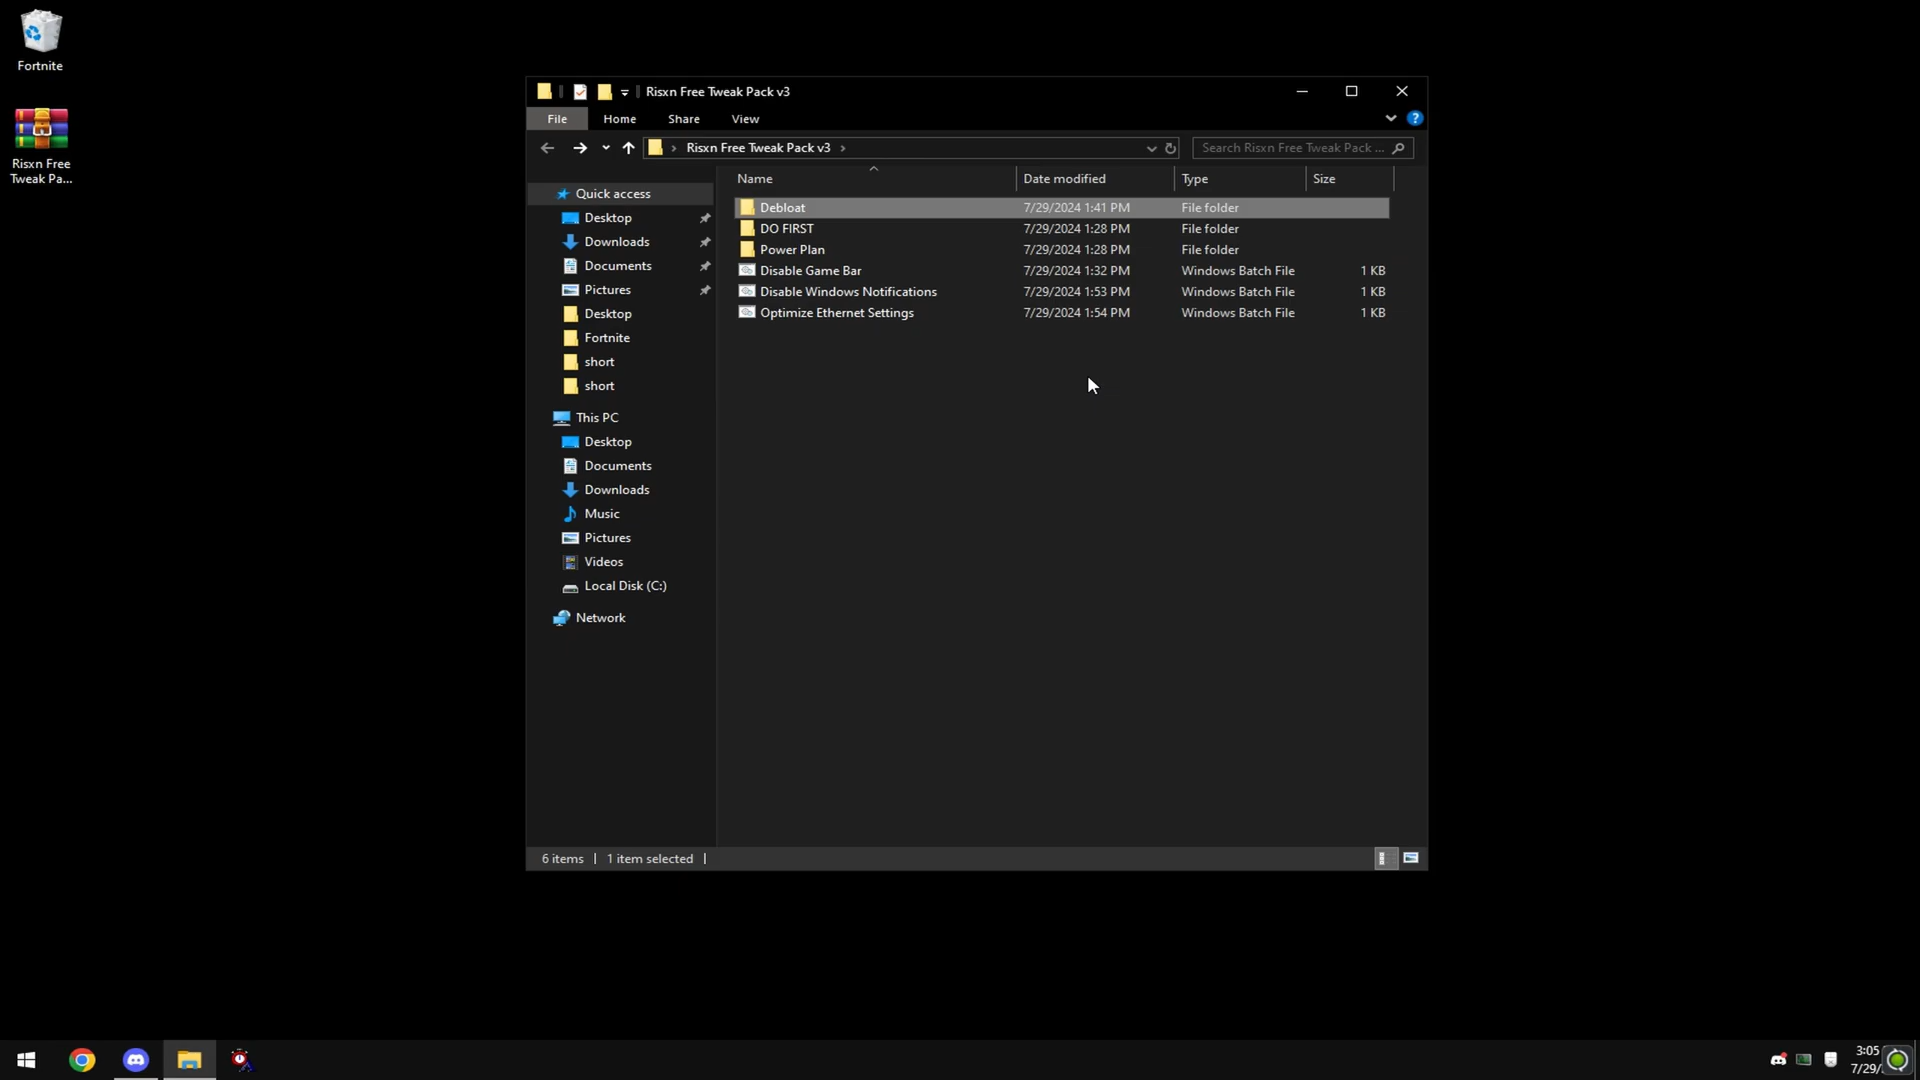 Fortnite
Risxn Free
Tweak Pa...
Risxn Free Tweak Pack v3
File Home Share View
?
Risxn Free Tweak Pack v3
Search Risxn Free Tweak Pack ...
Name Date modified Type Size
Quick access
Desktop
Downloads
Documents
Pictures
Desktop
Fortnite
short
short
This PC
Desktop
Documents
Downloads
Music
Pictures
Videos
Local Disk (C:)
Network
Debloat 7/29/2024 1:41 PM File folder
DO FIRST 7/29/2024 1:28 PM File folder
Power Plan 7/29/2024 1:28 PM File folder
Disable Game Bar 7/29/2024 1:32 PM Windows Batch File 1 KB
Disable Windows Notifications 7/29/2024 1:53 PM Windows Batch File 1 KB
Optimize Ethernet Settings 7/29/2024 1:54 PM Windows Batch File 1 KB
6 items 1 item selected
3:05
7/29/